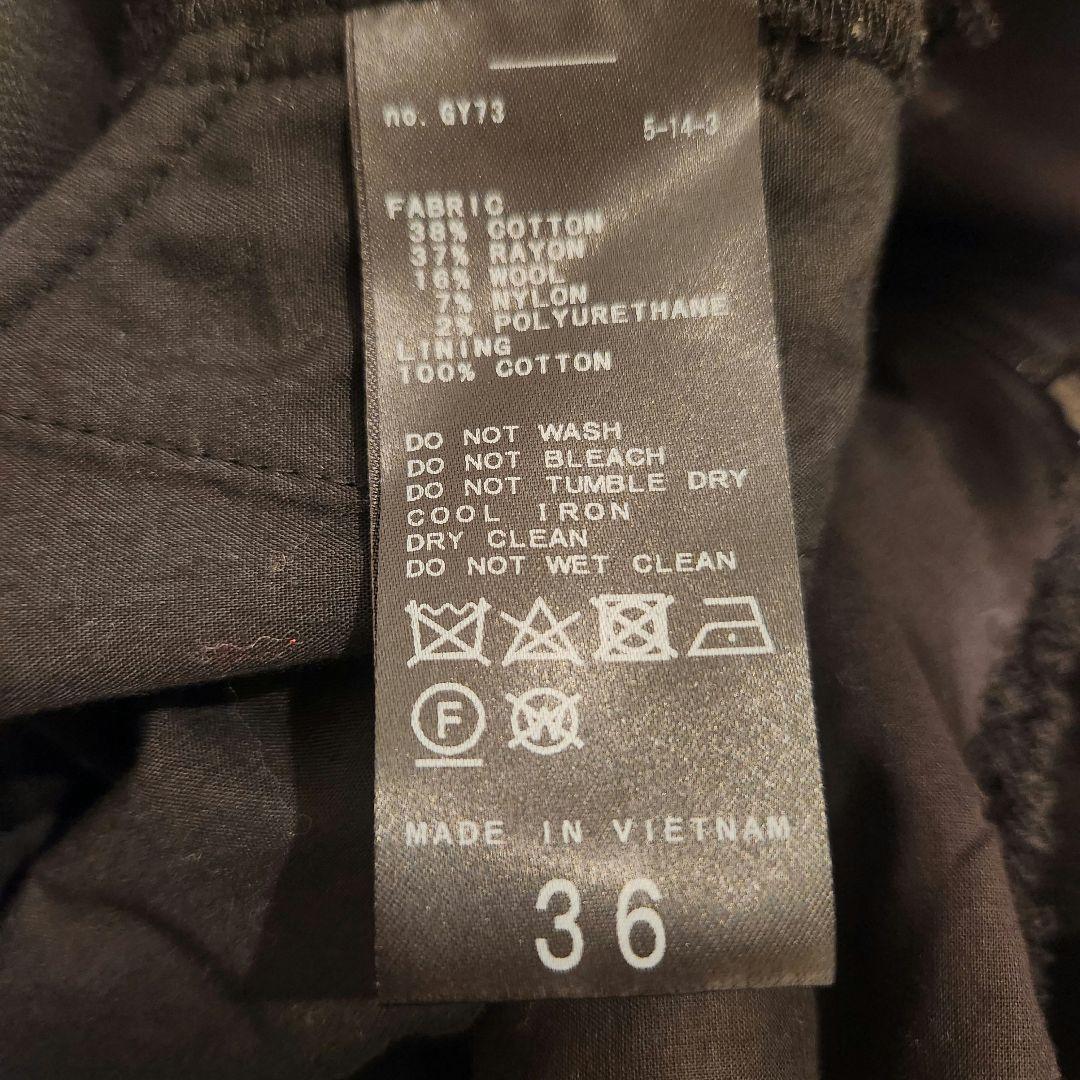 no. GY73
5-14-3
FABRIC
38% COTTON
37% RAYON
16% WOOL
7% NYLON
2% POLYURETHANE
LINING
100% COTTON
DO NOT WASH
DO NOT BLEACH
DO NOT TUMBLE DRY
COOL IRON
DRY CLEAN
DO NOT WET CLEAN
F W
MADE IN VIETNAM
36